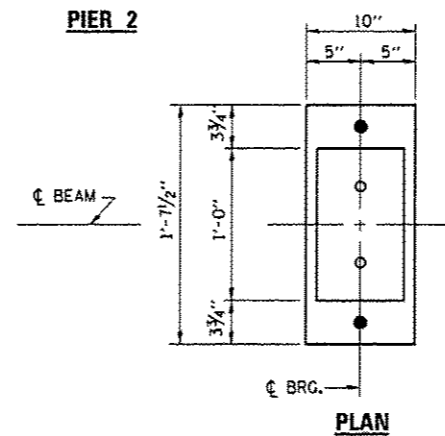 PIER 2
10"
5" 5"
3¾"
℄ BEAM
1'-7½"
1'-0"
3¾"
℄ BRG.
PLAN